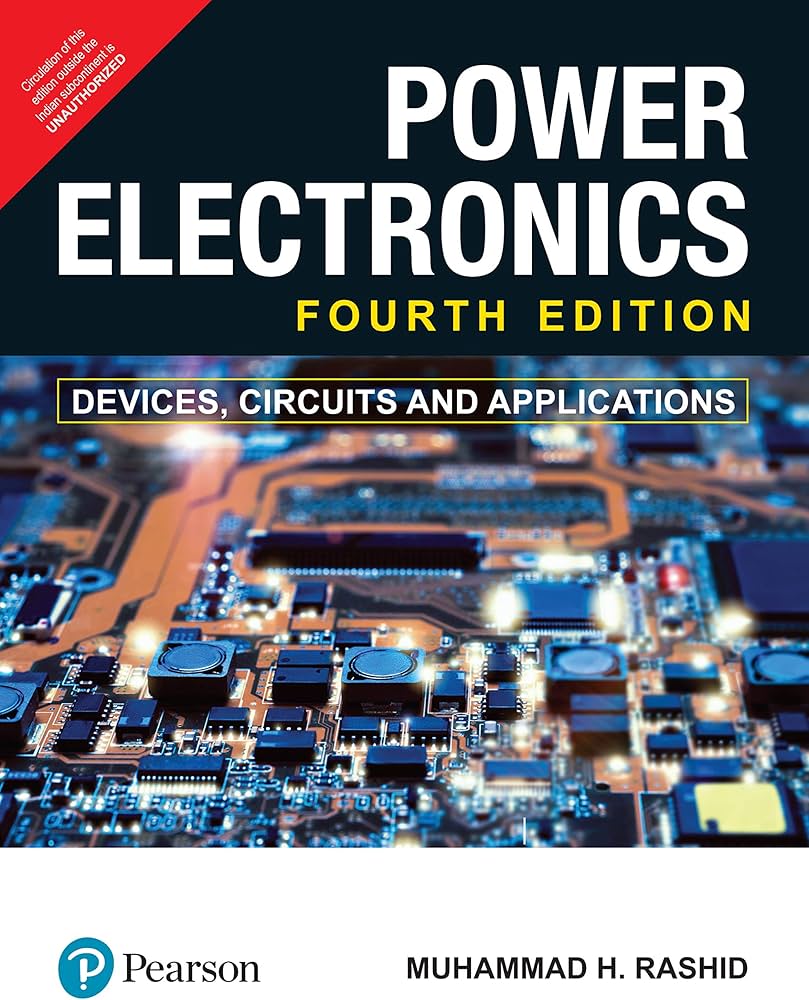 Circulation of this
edition outside the
Indian subcontinent is
UNAUTHORIZED
POWER
ELECTRONICS
FOURTH EDITION
DEVICES, CIRCUITS AND APPLICATIONS
P Pearson
MUHAMMAD H. RASHID